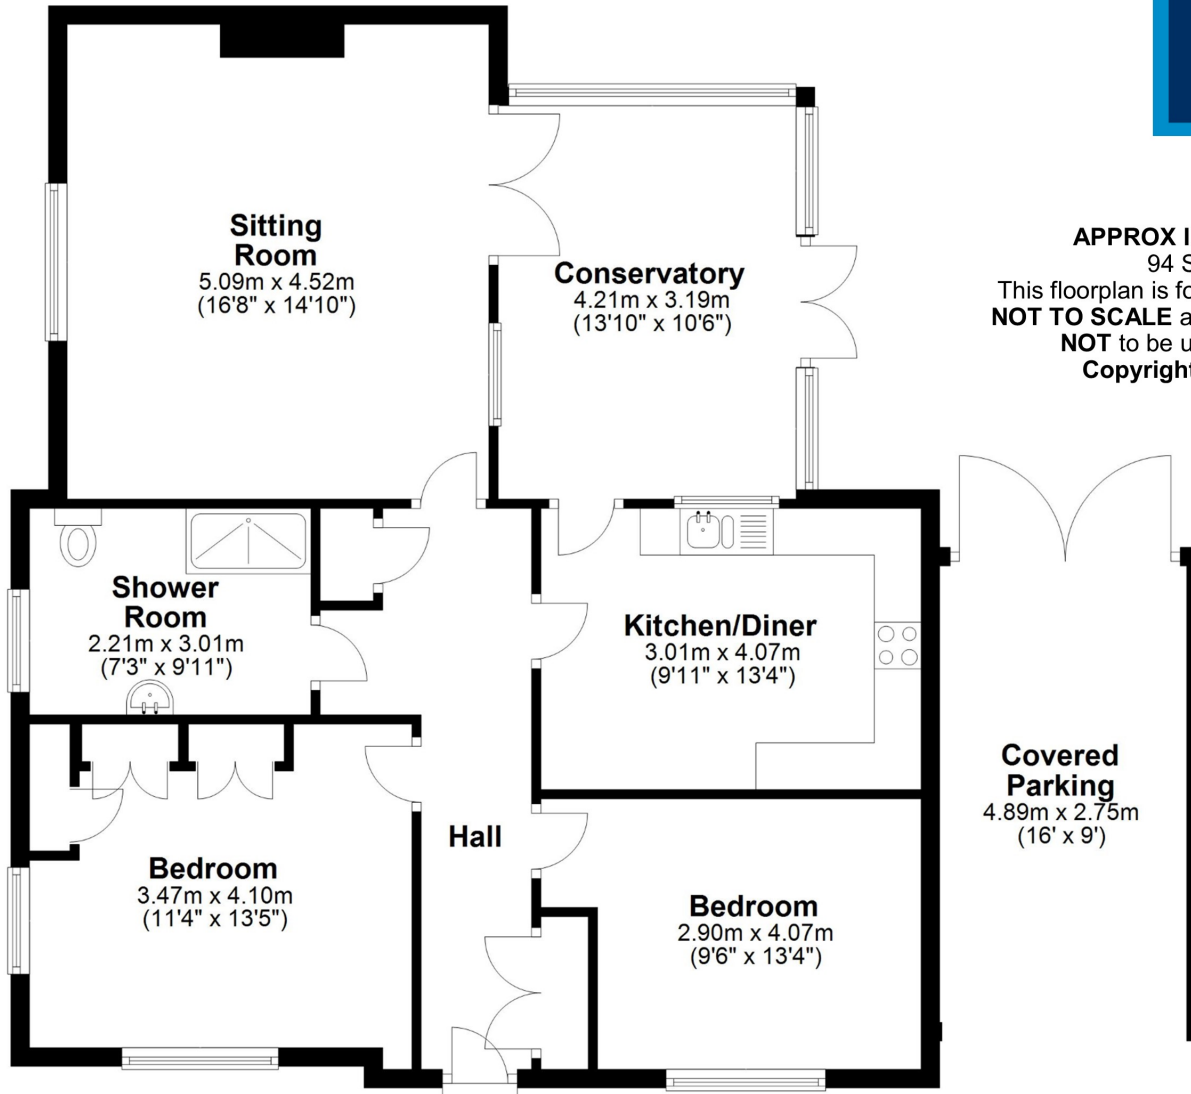 Sitting
Room
5.09m x 4.52m
(16'8" x 14'10")
Conservatory
4.21m x 3.19m
(13'10" x 10'6")
APPROX I
94 S
This floorplan is fo
NOT TO SCALE a
NOT to be u
Copyright
Shower
Room
2.21m x 3.01m
(7'3" x 9'11")
Kitchen/Diner
3.01m x 4.07m
(9'11" x 13'4")
Covered
Parking
4.89m x 2.75m
(16' x 9')
Hall
Bedroom
3.47m x 4.10m
(11'4" x 13'5")
Bedroom
2.90m x 4.07m
(9'6" x 13'4")